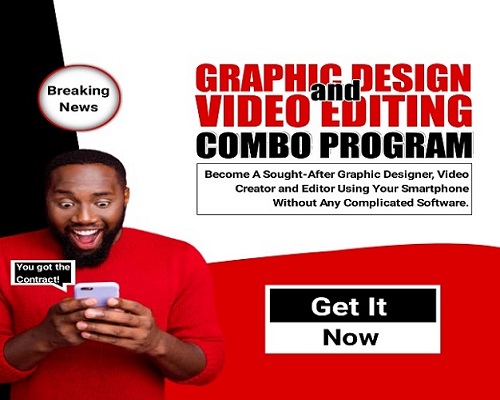 Breaking
News
GRAPHIC DESIGN
and
VIDEO EDITING
COMBO PROGRAM
Become A Sought-After Graphic Designer, Video
Creator and Editor Using Your Smartphone
Without Any Complicated Software.
You got the
Contract!
Get It
Now